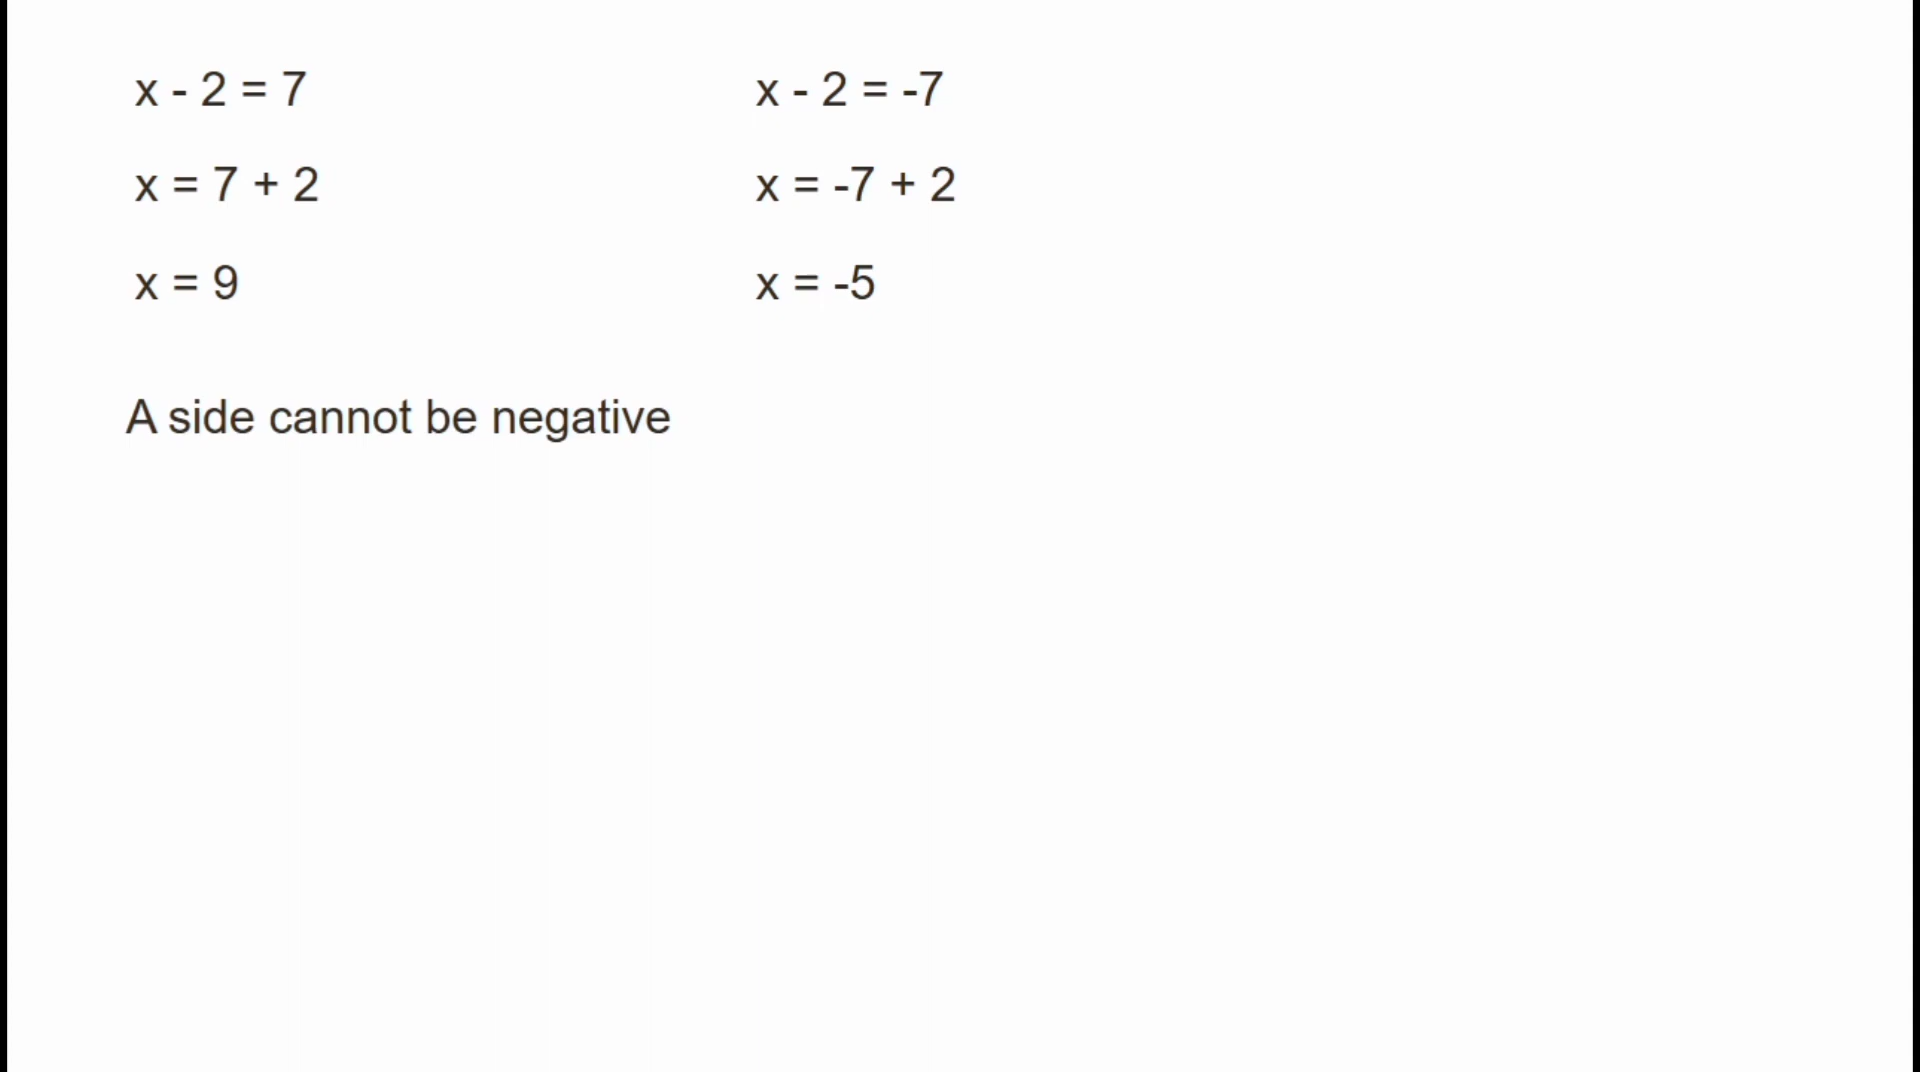 x - 2 = 7
x = 7 + 2
x = 9
x - 2 = -7
x = -7 + 2
x = -5
A side cannot be negative